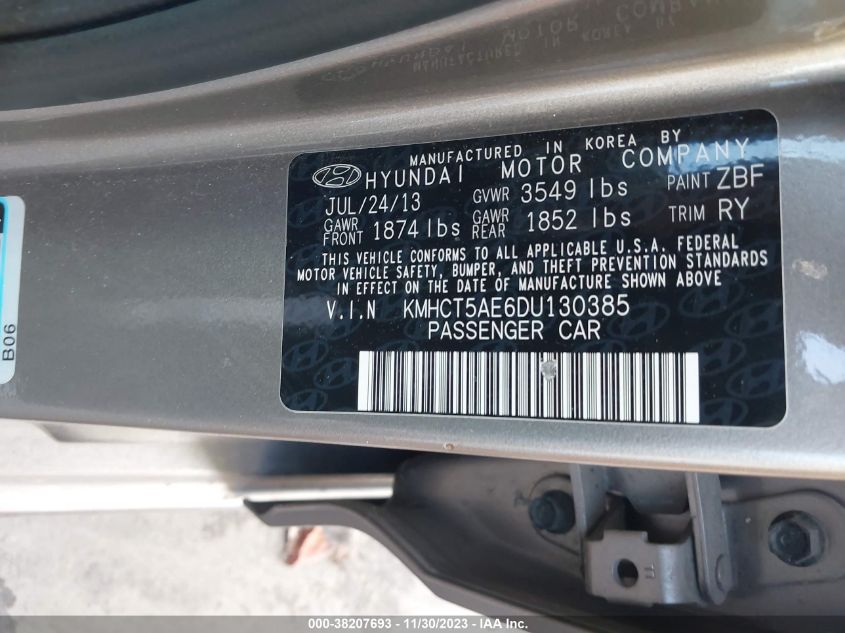 MANUFACTURED IN KOREA BY
HYUNDAI MOTOR COMPANY
JUL/24/13 GVWR 3549 lbs PAINT ZBF
GAWR FRONT 1874 lbs GAWR REAR 1852 lbs TRIM RY
THIS VEHICLE CONFORMS TO ALL APPLICABLE U.S.A. FEDERAL
MOTOR VEHICLE SAFETY, BUMPER, AND THEFT PREVENTION STANDARDS
IN EFFECT ON THE DATE OF MANUFACTURE SHOWN ABOVE
V.I.N KMHCT5AE6DU130385
PASSENGER CAR
B06
000-38207693 - 11/30/2023 -